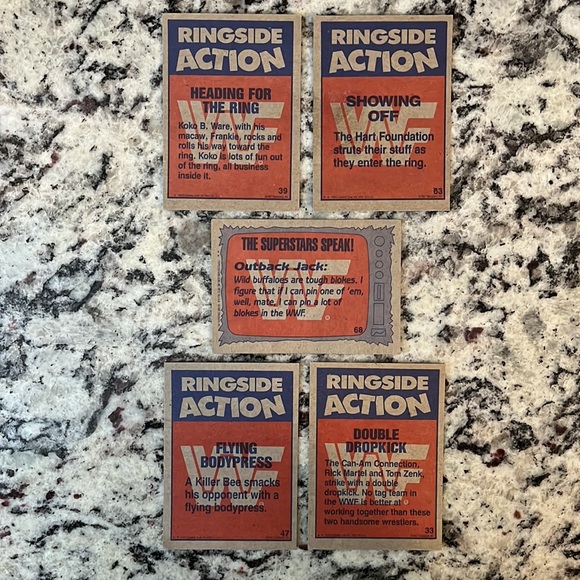 RINGSIDE
ACTION
HEADING FOR
THE RING
Koko B. Ware, with his
macaw, Frankie, rocks and
rolls his way toward the
ring. Koko is lots of fun out
of the ring, all business
inside it.
39
RINGSIDE
ACTION
SHOWING
OFF
The Hart Foundation
struts their stuff as
they enter the ring.
63
THE SUPERSTARS SPEAK!
Outback Jack:
Wild buffaloes are tough blokes. I
figure that if I can pin one of 'em,
well, mate, I can pin a lot of
blokes in the WWF.
68
RINGSIDE
ACTION
FLYING
BODYPRESS
A Killer Bee smacks
his opponent with a
flying bodypress.
47
RINGSIDE
ACTION
DOUBLE
DROPKICK
The Can-Am Connection,
Rick Martel and Tom Zenk,
strike with a double
dropkick. No tag team in
the WWF is better at
working together than these
two handsome wrestlers.
33